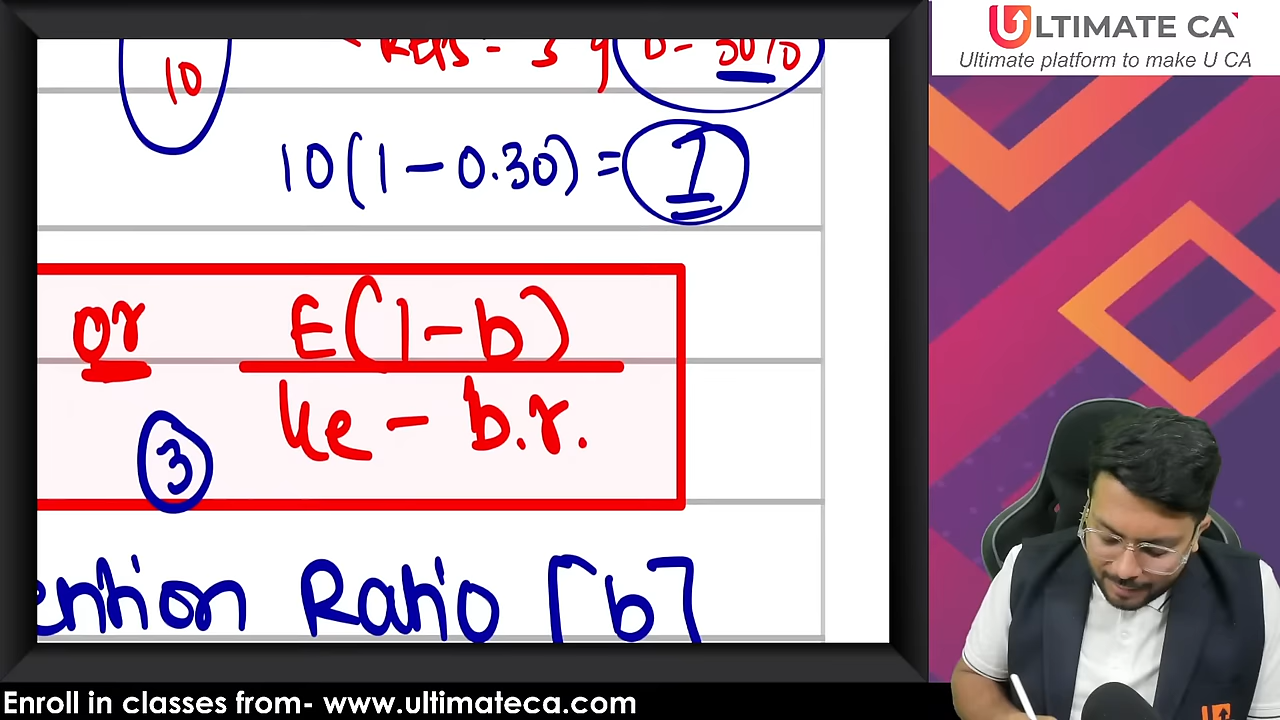 ULTIMATE CA
Ultimate platform to make U CA
10
10(1-0.30) = 7
or E(1-b)
ke - b.r.
3
Ratio [b]
Enroll in classes from- www.ultimateca.com